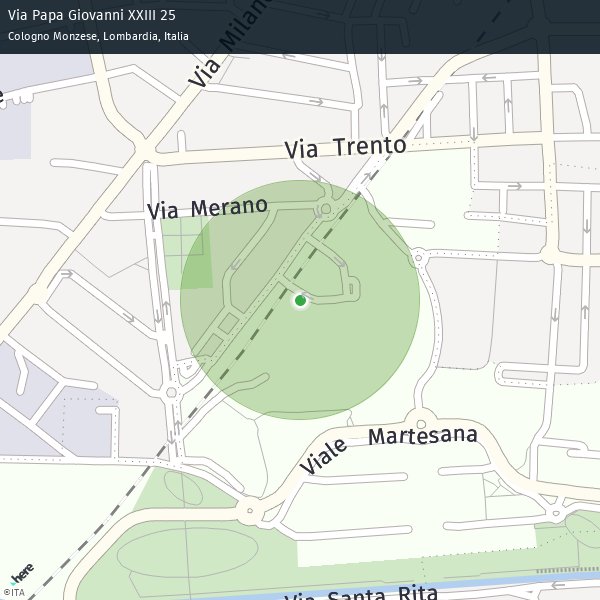 Via Papa Giovanni XXIII 25
Cologno Monzese, Lombardia, Italia
Via Milano
e
Via Trento
Via Merano
Viale Martesana
here
©ITA
Via Santa Rita